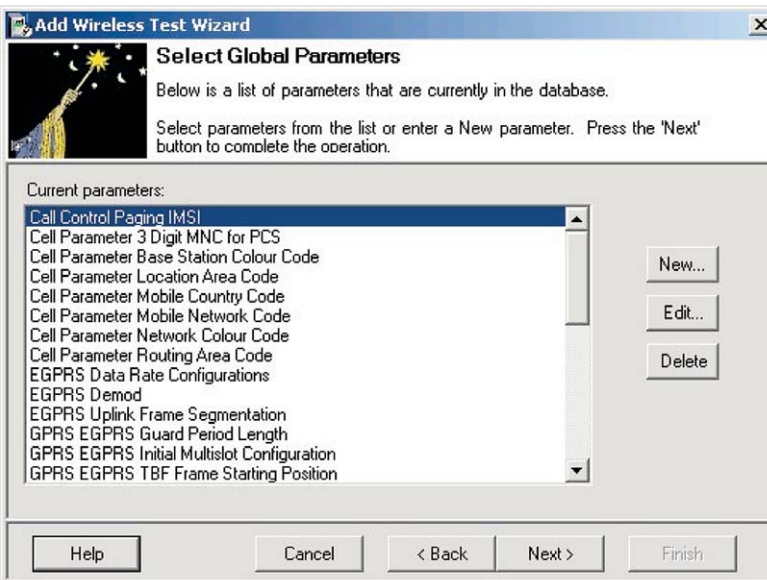 Add Wireless Test Wizard
Select Global Parameters
Below is a list of parameters that are currently in the database.
Select parameters from the list or enter a New parameter. Press the 'Next'
button to complete the operation.
Current parameters:
Call Control Paging IMSI
Cell Parameter 3 Digit MNC for PCS
Cell Parameter Base Station Colour Code
Cell Parameter Location Area Code
Cell Parameter Mobile Country Code
Cell Parameter Mobile Network Code
Cell Parameter Network Colour Code
Cell Parameter Routing Area Code
EGPRS Data Rate Configurations
EGPRS Demod
EGPRS Uplink Frame Segmentation
GPRS EGPRS Guard Period Length
GPRS EGPRS Initial Multislot Configuration
GPRS EGPRS TBF Frame Starting Position
New...
Edit...
Delete
Help
Cancel
< Back
Next >
Finish